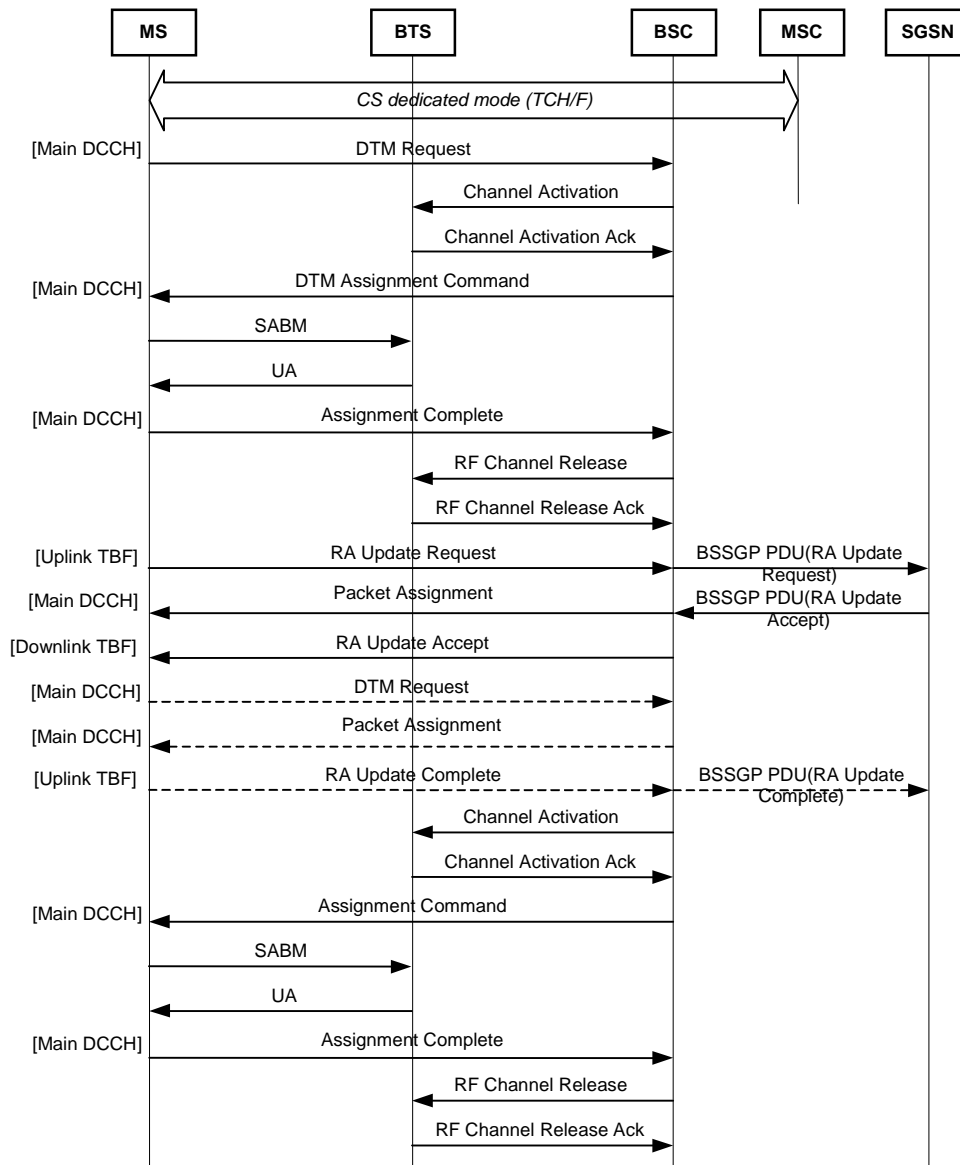 MS BTS BSC MSC SGSN
CS dedicated mode (TCH/F)
[Main DCCH] DTM Request
Channel Activation
Channel Activation Ack
[Main DCCH] DTM Assignment Command
SABM
UA
[Main DCCH] Assignment Complete
RF Channel Release
RF Channel Release Ack
[Uplink TBF] RA Update Request BSSGP PDU(RA Update
Request)
[Main DCCH] Packet Assignment BSSGP PDU(RA Update
Accept)
[Downlink TBF] RA Update Accept
[Main DCCH] DTM Request
[Main DCCH] Packet Assignment
[Uplink TBF] RA Update Complete BSSGP PDU(RA Update
Complete)
Channel Activation
Channel Activation Ack
[Main DCCH] Assignment Command
SABM
UA
[Main DCCH] Assignment Complete
RF Channel Release
RF Channel Release Ack